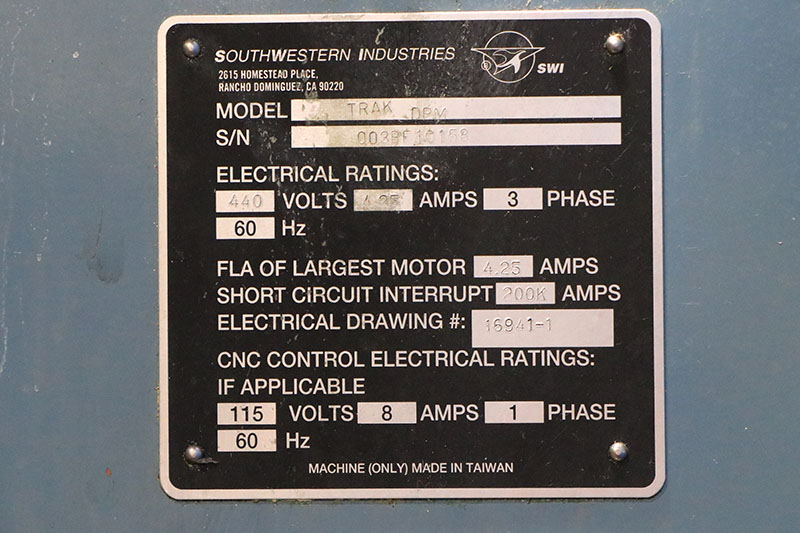 SOUTHWESTERN INDUSTRIES
® SWI
2615 HOMESTEAD PLACE,
RANCHO DOMINGUEZ, CA 90220
MODEL TRAK DPM
S/N
ELECTRICAL RATINGS:
440 VOLTS 4.25 AMPS 3 PHASE
60 Hz
FLA OF LARGEST MOTOR 4.25 AMPS
SHORT CIRCUIT INTERRUPT 200K AMPS
ELECTRICAL DRAWING #: 16941-1
CNC CONTROL ELECTRICAL RATINGS:
IF APPLICABLE
115 VOLTS 8 AMPS 1 PHASE
60 Hz
MACHINE (ONLY) MADE IN TAIWAN